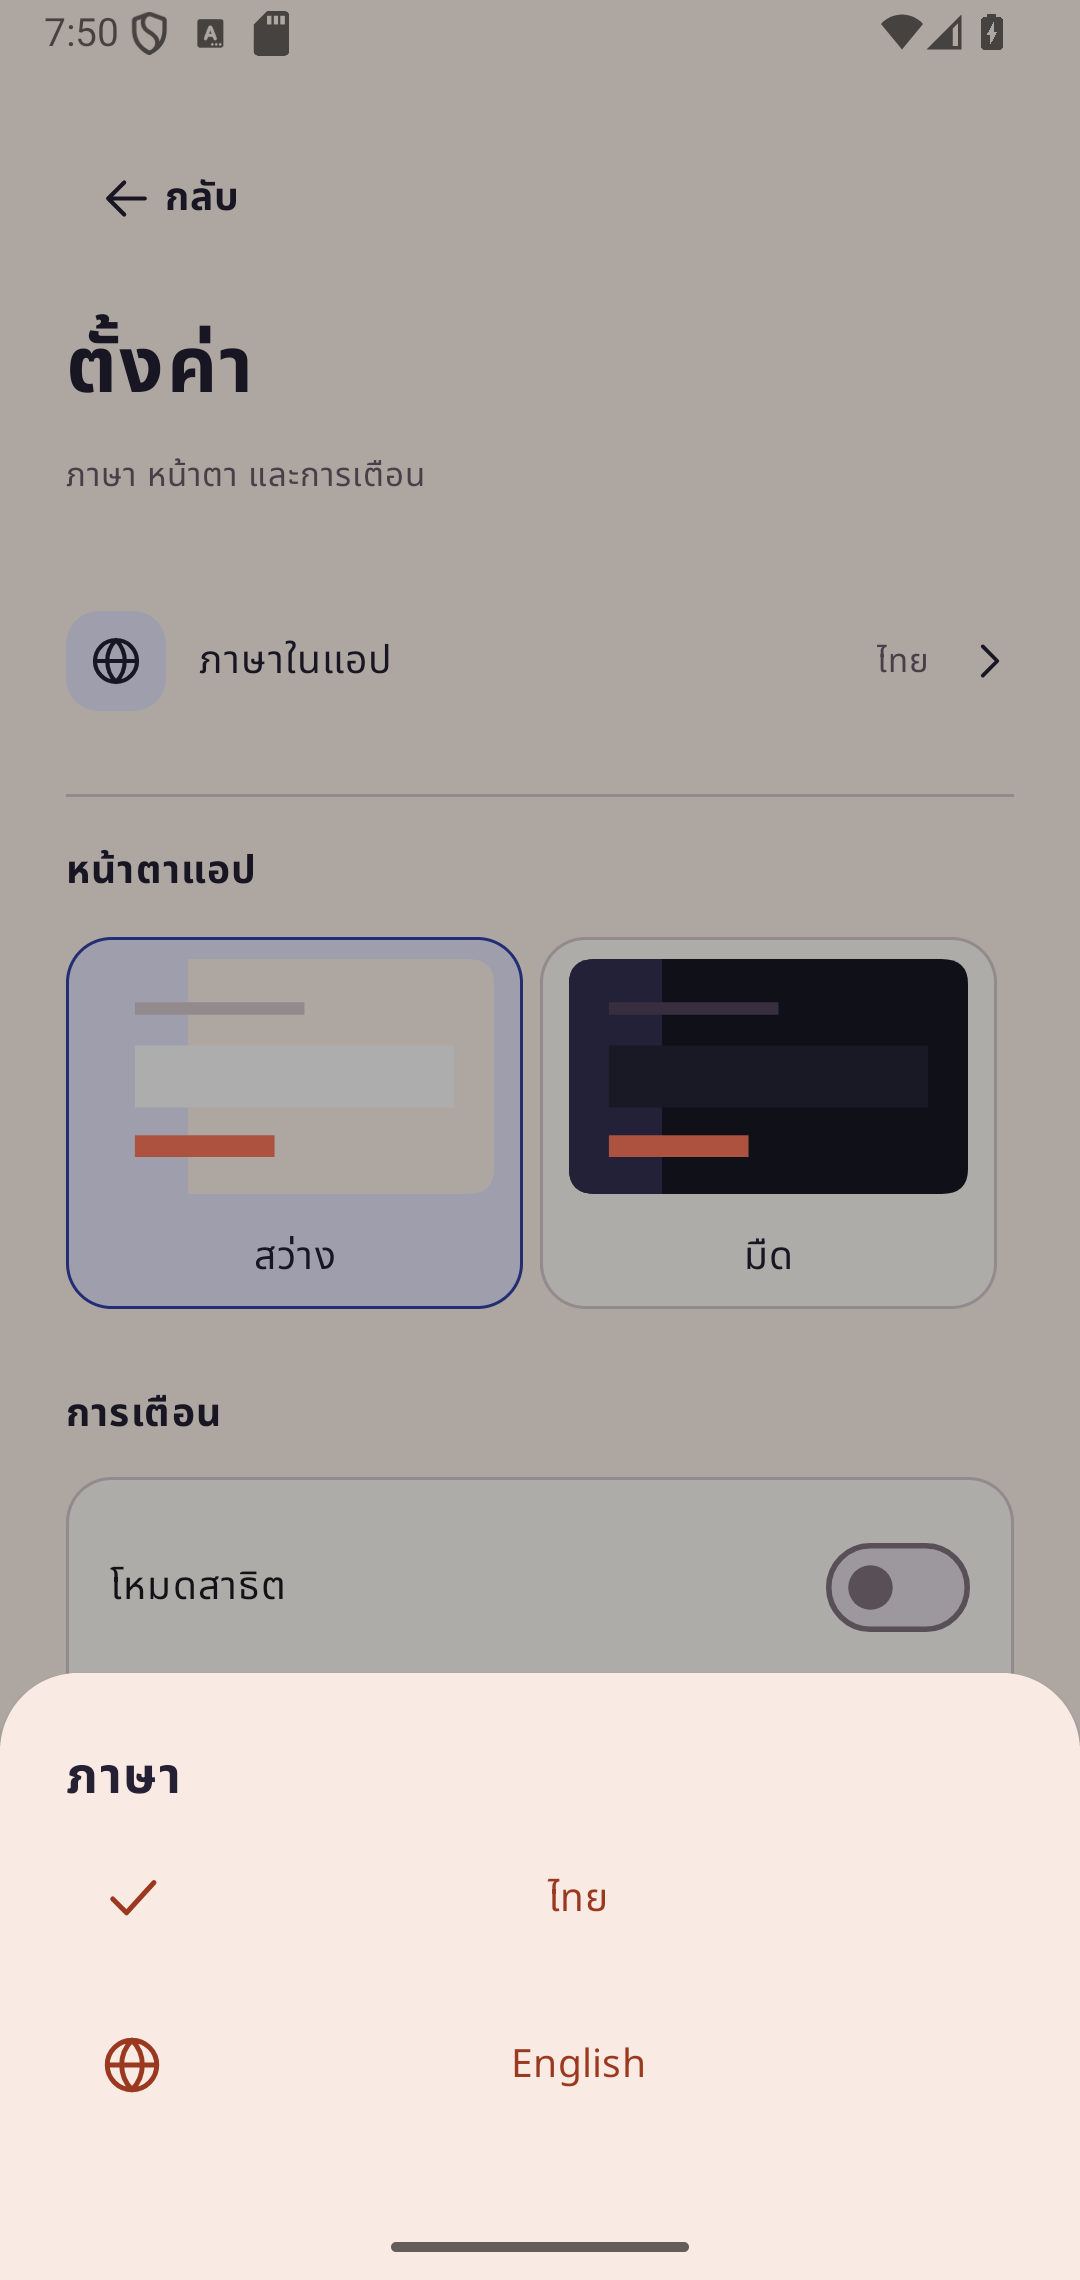 7:50
กลับ
ตั้งค่า
ภาษา หน้าตา และการเตือน
ภาษาในแอป
ไทย
หน้าตาแอป
สว่าง
มืด
การเตือน
โหมดสาธิต
ภาษา
ไทย
English